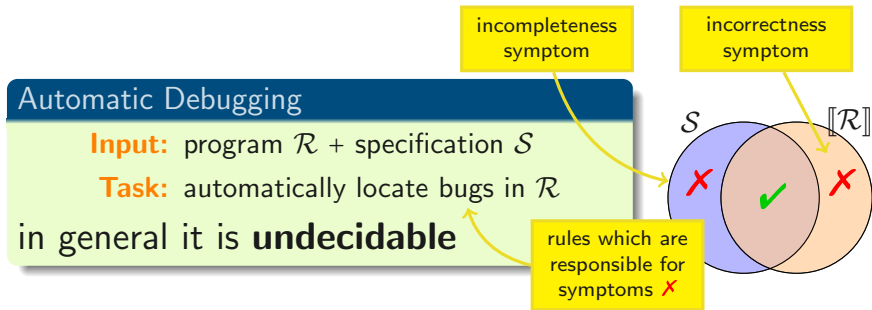 incompleteness
symptom
incorrectness
symptom
Automatic Debugging
Input: program ℛ + specification 𝒮
Task: automatically locate bugs in ℛ
in general it is undecidable
rules which are
responsible for
symptoms ✗
𝒮
⟦ℛ⟧
✗
✓
✗